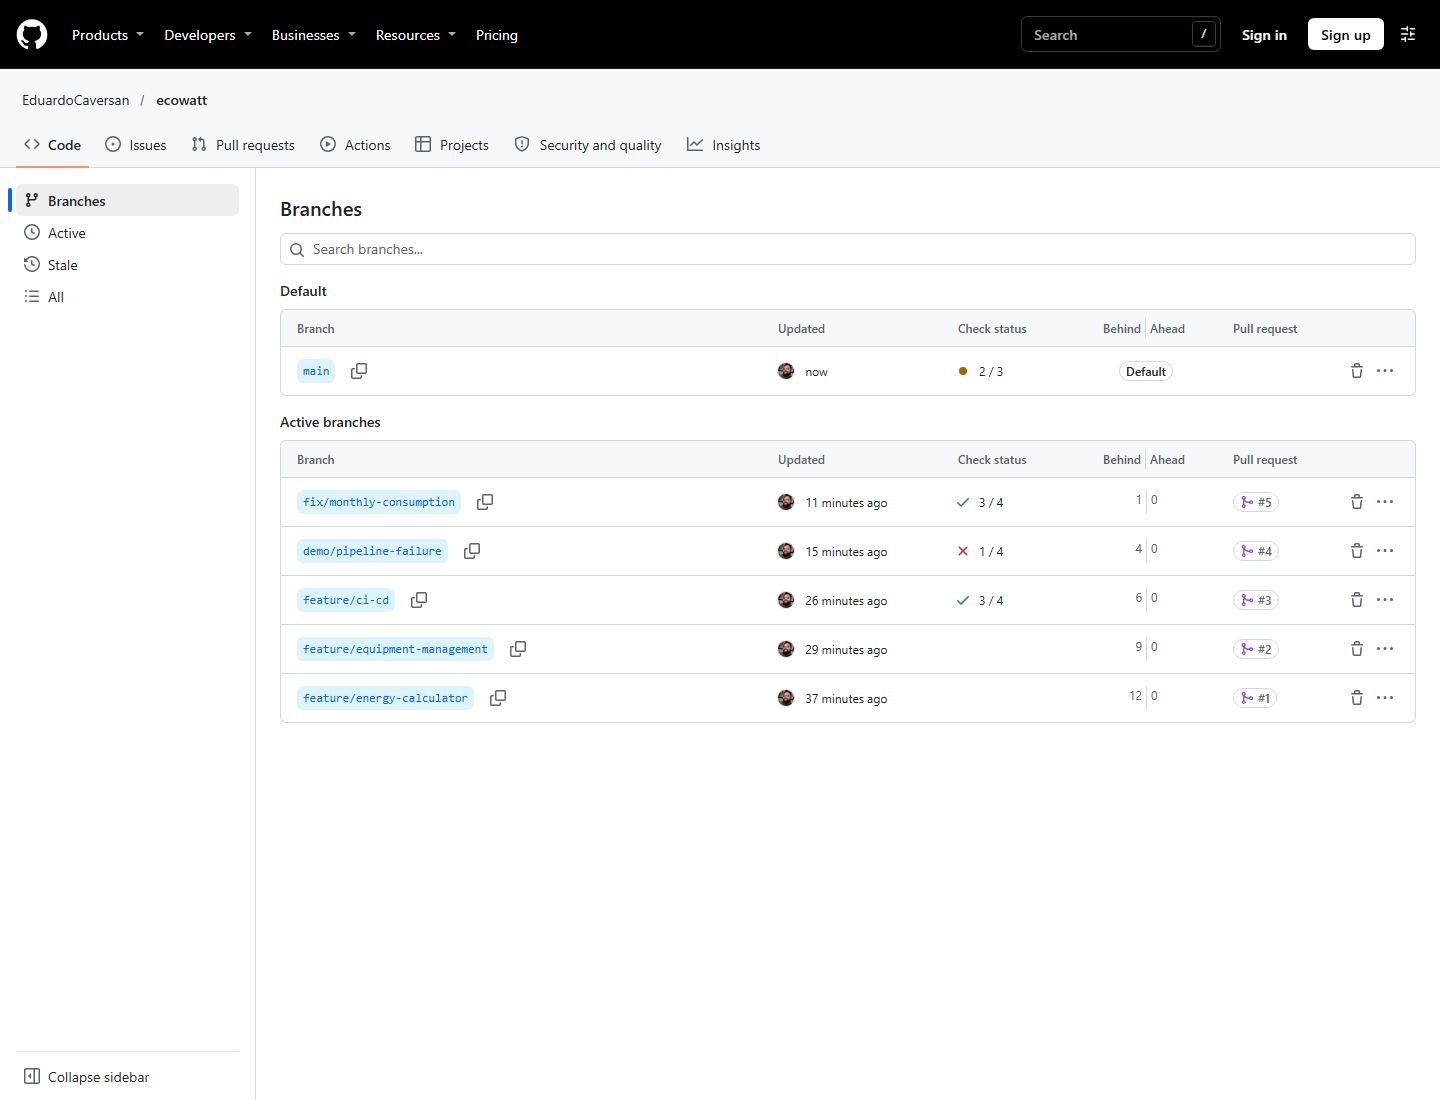 Products Developers Businesses Resources Pricing Search / Sign in Sign up
EduardoCaversan / ecowatt
Code Issues Pull requests Actions Projects Security and quality Insights
Branches
Active
Stale
All
Branches
Search branches...
Default
Branch Updated Check status Behind Ahead Pull request
main now 2 / 3 Default
Active branches
Branch Updated Check status Behind Ahead Pull request
fix/monthly-consumption 11 minutes ago 3 / 4 1 0 #5
demo/pipeline-failure 15 minutes ago 1 / 4 4 0 #4
feature/ci-cd 26 minutes ago 3 / 4 6 0 #3
feature/equipment-management 29 minutes ago 9 0 #2
feature/energy-calculator 37 minutes ago 12 0 #1
Collapse sidebar